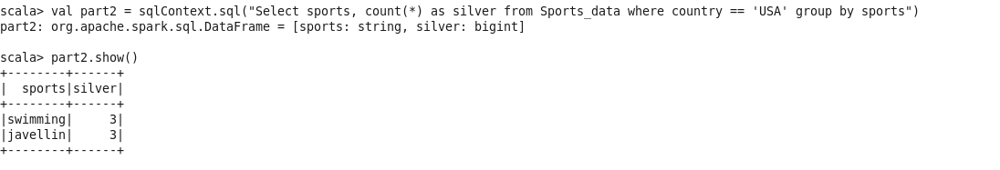 scala> val part2 = sqlContext.sql("Select sports, count(*) as silver from Sports_data where country == 'USA' group by sports")
part2: org.apache.spark.sql.DataFrame = [sports: string, silver: bigint]
scala> part2.show()
+--------+------+
|  sports|silver|
+--------+------+
|swimming|     3|
|javellin|     3|
+--------+------+